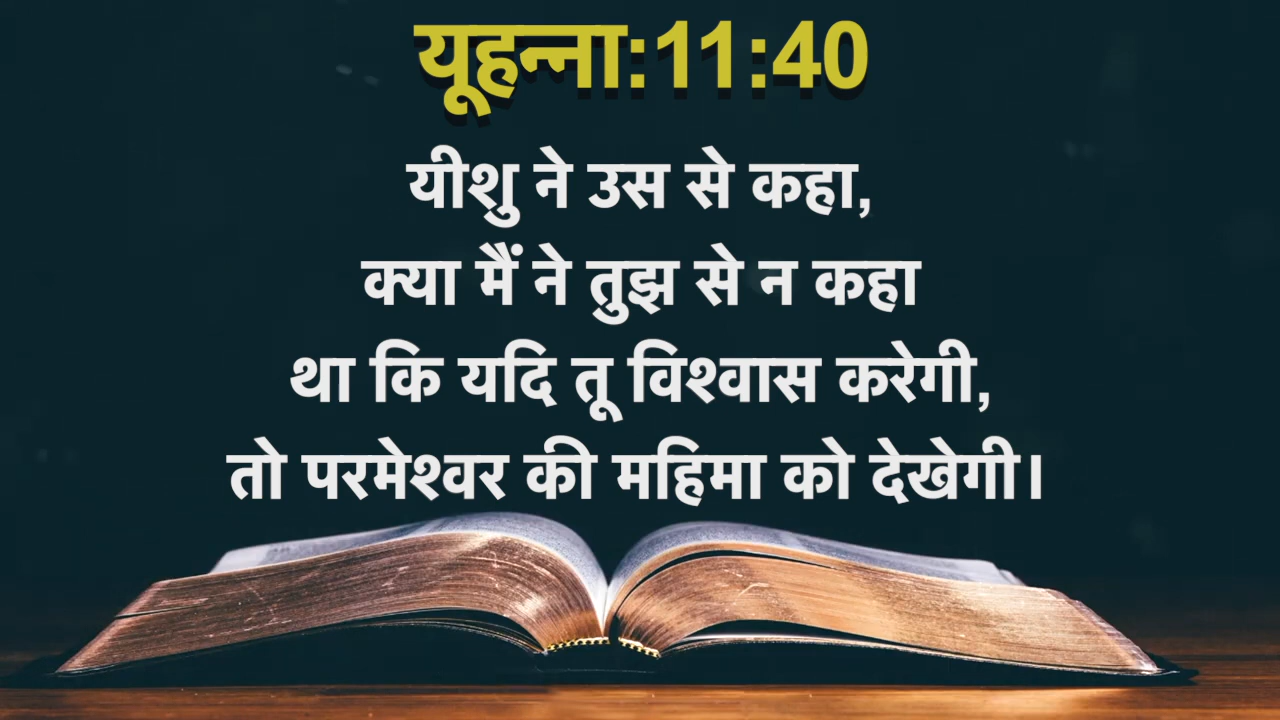 यूहन्ना:11:40
यीशु ने उस से कहा,
क्या मैं ने तुझ से न कहा
था कि यदि तू विश्वास करेगी,
तो परमेश्वर की महिमा को देखेगी।